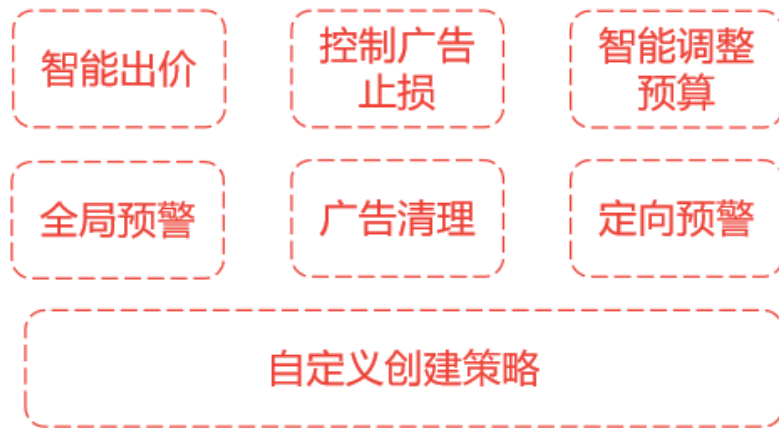 智能出价
控制广告
止损
智能调整
预算
全局预警
广告清理
定向预警
自定义创建策略